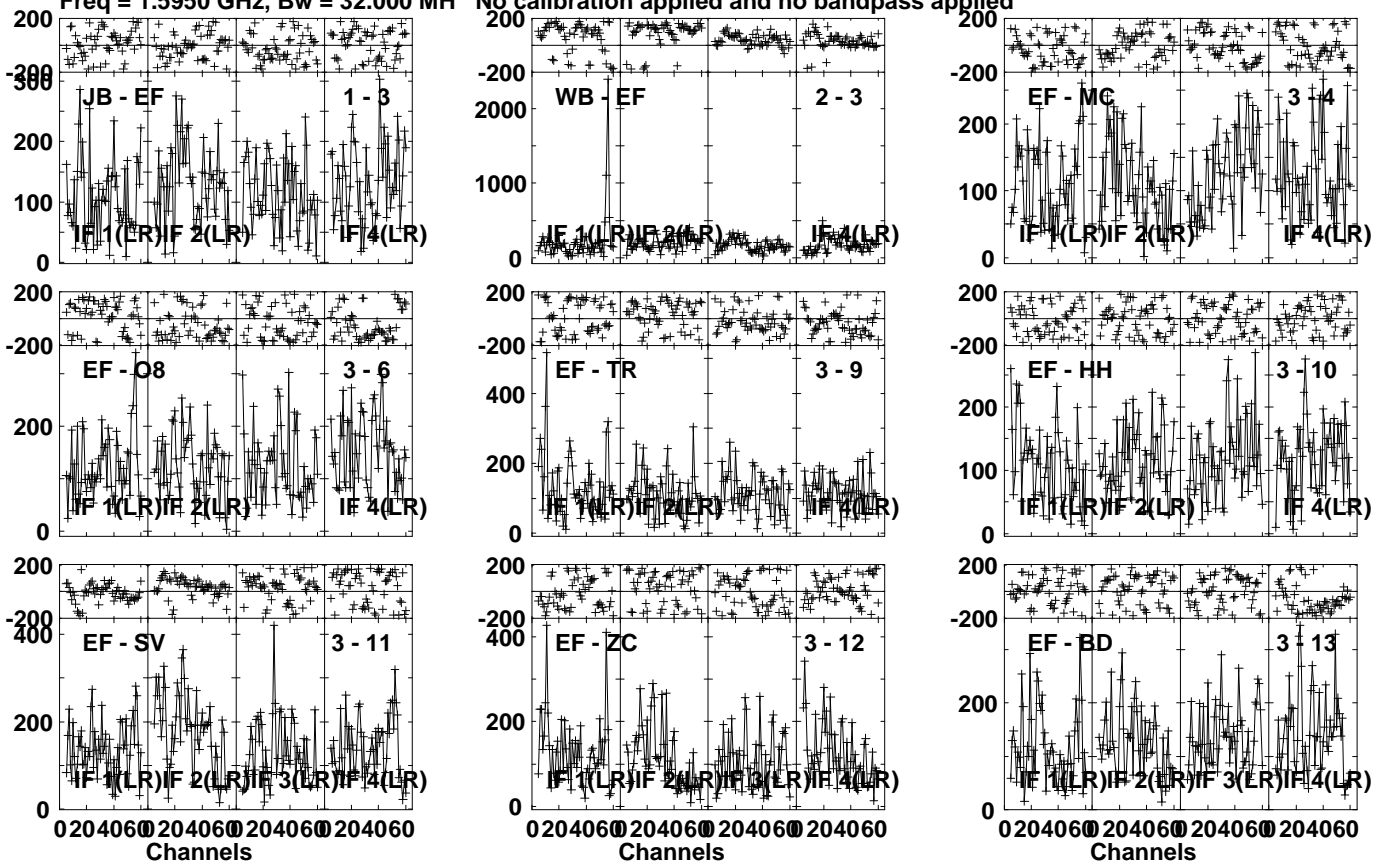 Freq = 1.5950 GHz, Bw = 32.000 MH No calibration applied and no bandpass applied
200
-200
300
200
100
0
JB - EF 1 - 3
IF 1(LR) IF 2(LR) IF 4(LR)
200
-200
2000
1000
0
WB - EF 2 - 3
IF 1(LR) IF 2(LR) IF 4(LR)
200
-200
200
100
0
EF - MC 3 - 4
IF 1(LR) IF 2(LR) IF 4(LR)
200
-200
200
0
EF - O8 3 - 6
IF 1(LR) IF 2(LR) IF 4(LR)
200
-200
400
200
0
EF - TR 3 - 9
IF 1(LR) IF 2(LR) IF 4(LR)
200
-200
200
100
0
EF - HH 3 - 10
IF 1(LR) IF 2(LR) IF 4(LR)
200
-200
400
200
0
EF - SV 3 - 11
IF 1(LR) IF 2(LR) IF 3(LR) IF 4(LR)
0 20 40 60 0 20 40 60 0 20 40 60 0 20 40 60
Channels
200
-200
400
200
0
EF - ZC 3 - 12
IF 1(LR) IF 2(LR) IF 3(LR) IF 4(LR)
0 20 40 60 0 20 40 60 0 20 40 60 0 20 40 60
Channels
200
-200
200
0
EF - BD 3 - 13
IF 1(LR) IF 2(LR) IF 3(LR) IF 4(LR)
0 20 40 60 0 20 40 60 0 20 40 60 0 20 40 60
Channels